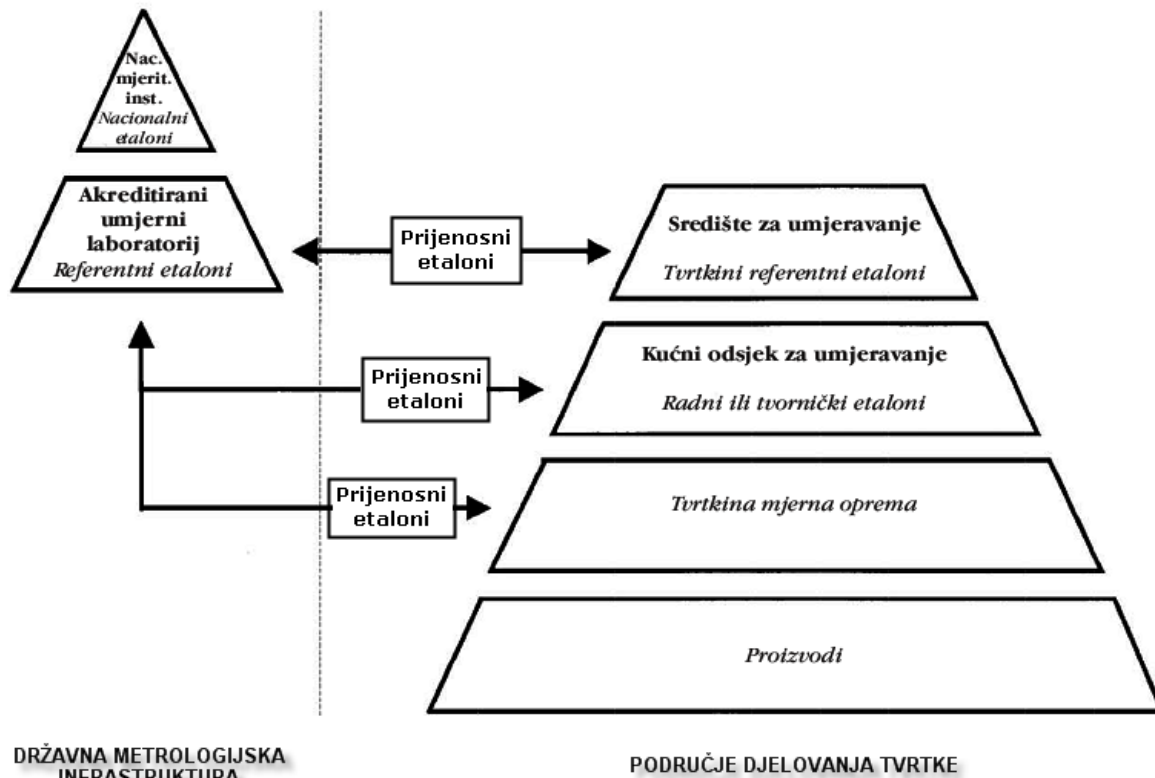 Nac.
mjerit.
inst.
Nacionalni
etaloni
Akreditirani
umjerni
laboratorij
Referentni etaloni
Prijenosni
etaloni
Središte za umjeravanje
Tvrtkini referentni etaloni
Prijenosni
etaloni
Kućni odsjek za umjeravanje
Radni ili tvornički etaloni
Prijenosni
etaloni
Tvrtkina mjerna oprema
Proizvodi
DRŽAVNA METROLOGIJSKA
INFRASTRUKTURA
PODRUČJE DJELOVANJA TVRTKE